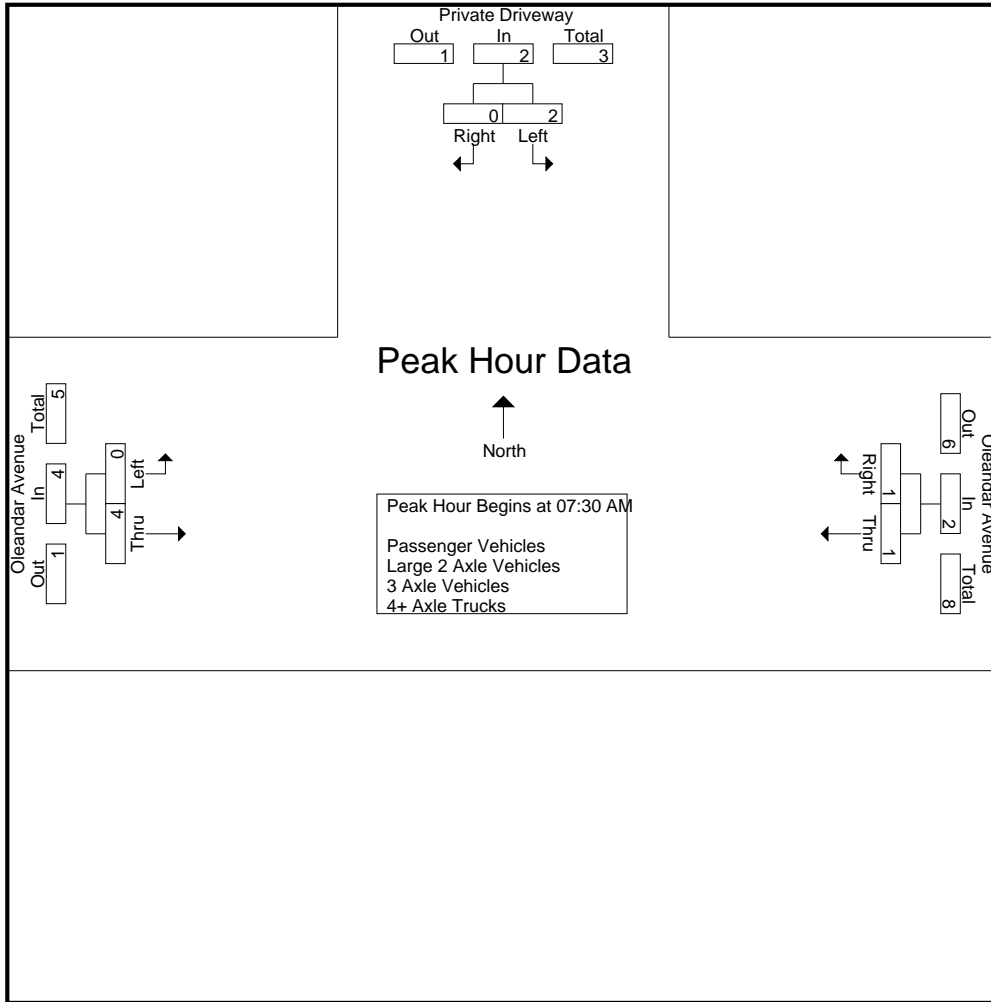 Private Driveway
Out In Total
1 2 3
0 2
Right Left
Peak Hour Data
North
Peak Hour Begins at 07:30 AM
Passenger Vehicles
Large 2 Axle Vehicles
3 Axle Vehicles
4+ Axle Trucks
Oleandar Avenue
Out In Total
1 4 5
4 0
Thru Left
Oleandar Avenue
Out In Total
6 2 8
1 1
Right Thru